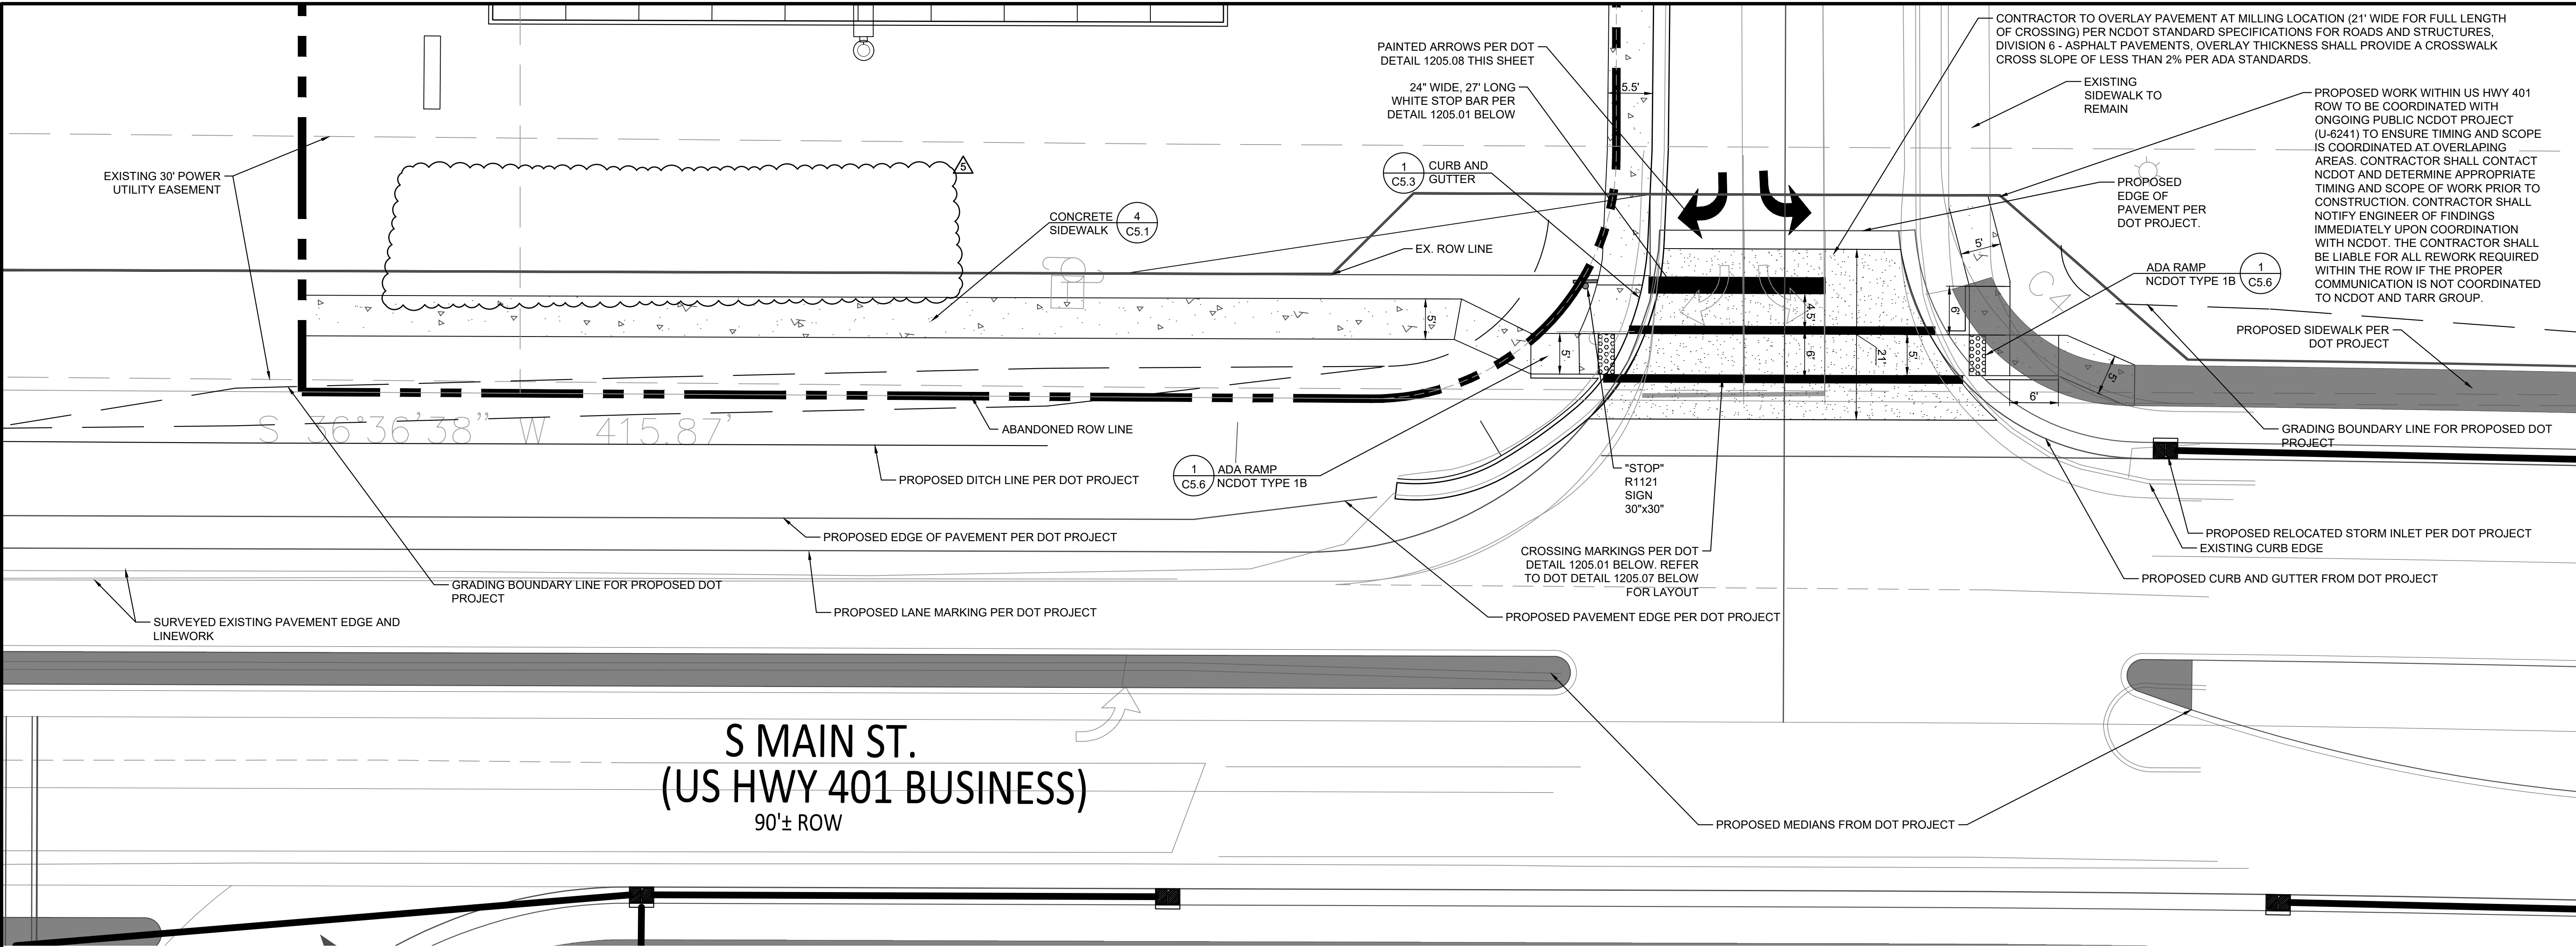 CONTRACTOR TO OVERLAY PAVEMENT AT MILLING LOCATION (21' WIDE FOR FULL LENGTH
OF CROSSING) PER NCDOT STANDARD SPECIFICATIONS FOR ROADS AND STRUCTURES,
DIVISION 6 - ASPHALT PAVEMENTS, OVERLAY THICKNESS SHALL PROVIDE A CROSSWALK
CROSS SLOPE OF LESS THAN 2% PER ADA STANDARDS.
PAINTED ARROWS PER DOT
DETAIL 1205.08 THIS SHEET
24" WIDE, 27' LONG
WHITE STOP BAR PER
DETAIL 1205.01 BELOW
5.5'
EXISTING
SIDEWALK TO
REMAIN
PROPOSED WORK WITHIN US HWY 401
ROW TO BE COORDINATED WITH
ONGOING PUBLIC NCDOT PROJECT
(U-6241) TO ENSURE TIMING AND SCOPE
IS COORDINATED AT OVERLAPING
AREAS. CONTRACTOR SHALL CONTACT
NCDOT AND DETERMINE APPROPRIATE
TIMING AND SCOPE OF WORK PRIOR TO
CONSTRUCTION. CONTRACTOR SHALL
NOTIFY ENGINEER OF FINDINGS
IMMEDIATELY UPON COORDINATION
WITH NCDOT. THE CONTRACTOR SHALL
BE LIABLE FOR ALL REWORK REQUIRED
WITHIN THE ROW IF THE PROPER
COMMUNICATION IS NOT COORDINATED
TO NCDOT AND TARR GROUP.
EXISTING 30' POWER
UTILITY EASEMENT
5
1
C5.3
CURB AND
GUTTER
CONCRETE
SIDEWALK
4
C5.1
EX. ROW LINE
PROPOSED
EDGE OF
PAVEMENT PER
DOT PROJECT.
5'
ADA RAMP
NCDOT TYPE 1B
1
C5.6
C4
6'
4.5'
5'
5'
6'
21'
5'
5'
6'
PROPOSED SIDEWALK PER
DOT PROJECT
S 36°36'38" W 415.87'
ABANDONED ROW LINE
GRADING BOUNDARY LINE FOR PROPOSED DOT
PROJECT
PROPOSED DITCH LINE PER DOT PROJECT
1
C5.6
ADA RAMP
NCDOT TYPE 1B
"STOP"
R1121
SIGN
30"x30"
PROPOSED EDGE OF PAVEMENT PER DOT PROJECT
CROSSING MARKINGS PER DOT
DETAIL 1205.01 BELOW. REFER
TO DOT DETAIL 1205.07 BELOW
FOR LAYOUT
PROPOSED RELOCATED STORM INLET PER DOT PROJECT
EXISTING CURB EDGE
PROPOSED CURB AND GUTTER FROM DOT PROJECT
GRADING BOUNDARY LINE FOR PROPOSED DOT
PROJECT
PROPOSED LANE MARKING PER DOT PROJECT
PROPOSED PAVEMENT EDGE PER DOT PROJECT
SURVEYED EXISTING PAVEMENT EDGE AND
LINEWORK
S MAIN ST.
(US HWY 401 BUSINESS)
90'± ROW
PROPOSED MEDIANS FROM DOT PROJECT